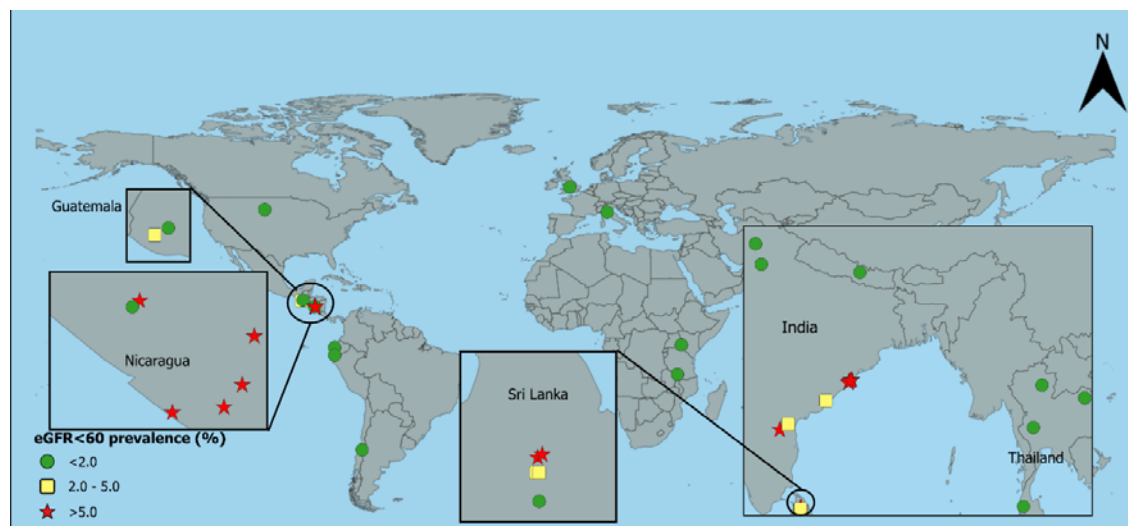 N
Guatemala
Nicaragua
Sri Lanka
India
Thailand
eGFR<60 prevalence (%)
<2.0
2.0 - 5.0
>5.0